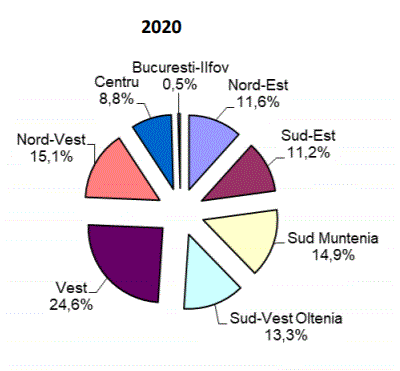 2020
Bucuresti-Ilfov
0,5%
Nord-Est
11,6%
Sud-Est
11,2%
Sud Muntenia
14,9%
Sud-Vest Oltenia
13,3%
Vest
24,6%
Nord-Vest
15,1%
Centru
8,8%